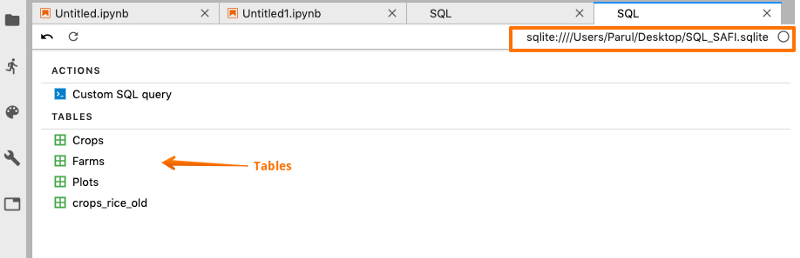 Untitled.ipynb
Untitled1.ipynb
SQL
SQL
sqlite:////Users/Parul/Desktop/SQL_SAFI.sqlite
ACTIONS
Custom SQL query
TABLES
Crops
Farms
Tables
Plots
crops_rice_old